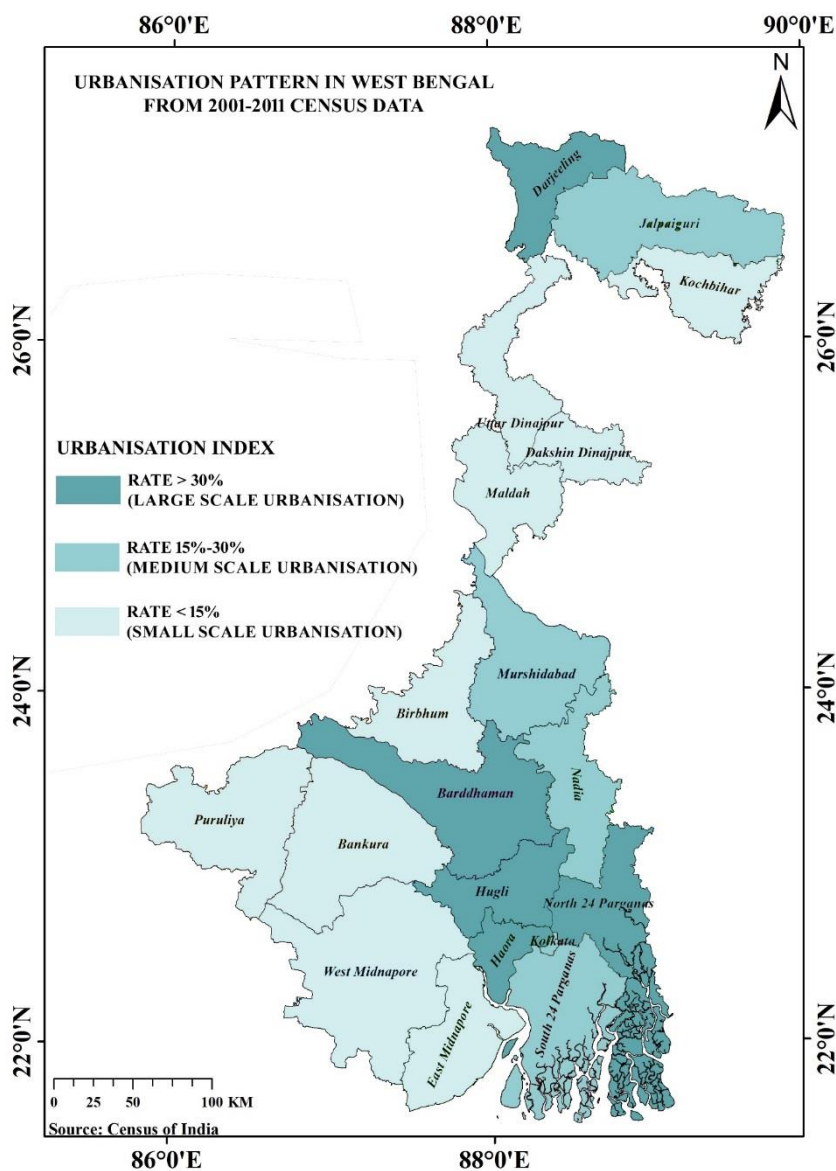 86°0'E 88°0'E 90°0'E
URBANISATION PATTERN IN WEST BENGAL
FROM 2001-2011 CENSUS DATA
N
Darjeeling
Jalpaiguri
Kochbihar
26°0'N 26°0'N
Uttar Dinajpur
Dakshin Dinajpur
Maldah
URBANISATION INDEX
RATE > 30%
(LARGE SCALE URBANISATION)
RATE 15%-30%
(MEDIUM SCALE URBANISATION)
RATE < 15%
(SMALL SCALE URBANISATION)
Murshidabad
24°0'N 24°0'N
Birbhum
Nadia
Barddhaman
Puruliya
Bankura
Hugli
North 24 Parganas
Haora
Kolkata
West Midnapore
South 24 Parganas
East Midnapore
22°0'N 22°0'N
0 25 50 100 KM
Source: Census of India
86°0'E 88°0'E